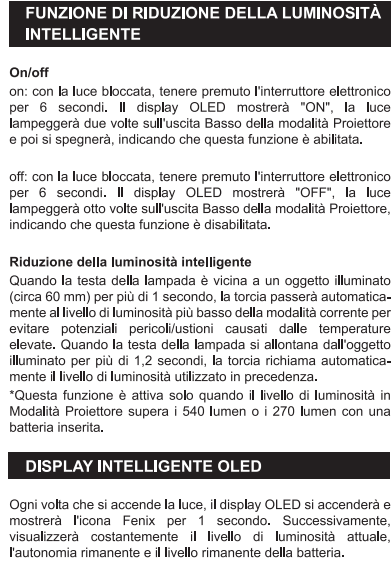 FUNZIONE DI RIDUZIONE DELLA LUMINOSITÀ
INTELLIGENTE
On/off
on: con la luce bloccata, tenere premuto l'interruttore elettronico
per 6 secondi. Il display OLED mostrerà "ON", la luce
lampeggerà due volte sull'uscita Basso della modalità Proiettore
e poi si spegnerà, indicando che questa funzione è abilitata.
off: con la luce bloccata, tenere premuto l'interruttore elettronico
per 6 secondi. Il display OLED mostrerà "OFF", la luce
lampeggerà otto volte sull'uscita Basso della modalità Proiettore,
indicando che questa funzione è disabilitata.
Riduzione della luminosità intelligente
Quando la testa della lampada è vicina a un oggetto illuminato
(circa 60 mm) per più di 1 secondo, la torcia passerà automatica-
mente al livello di luminosità più basso della modalità corrente per
evitare potenziali pericoli/ustioni causati dalle temperature
elevate. Quando la testa della lampada si allontana dall'oggetto
illuminato per più di 1,2 secondi, la torcia richiama automatica-
mente il livello di luminosità utilizzato in precedenza.
*Questa funzione è attiva solo quando il livello di luminosità in
Modalità Proiettore supera i 540 lumen o i 270 lumen con una
batteria inserita.
DISPLAY INTELLIGENTE OLED
Ogni volta che si accende la luce, il display OLED si accenderà e
mostrerà l'icona Fenix per 1 secondo. Successivamente,
visualizzerà costantemente il livello di luminosità attuale,
l'autonomia rimanente e il livello rimanente della batteria.